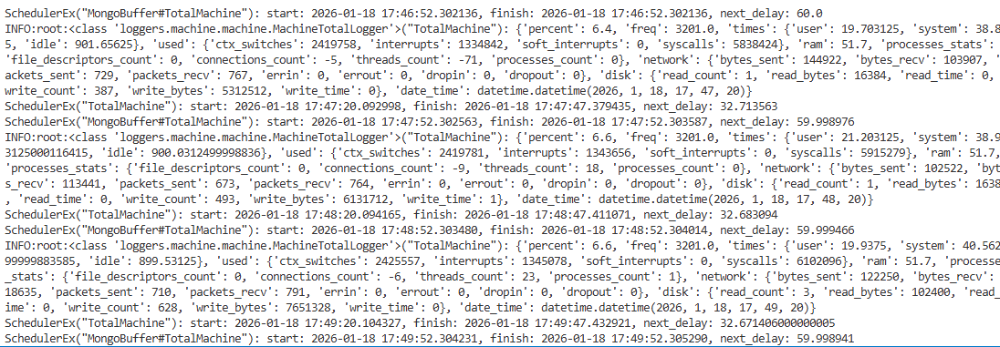 SchedulerEx("MongoBuffer#TotalMachine"): start: 2026-01-18 17:46:52.302136, finish: 2026-01-18 17:46:52.302136, next_delay: 60.0
INFO:root:<class 'loggers.machine.machine.MachineTotalLogger'>("TotalMachine"): {'percent': 6.4, 'freq': 3201.0, 'times': {'user': 19.703125, 'system': 38.8
5, 'idle': 901.65625}, 'used': {'ctx_switches': 2419758, 'interrupts': 1334842, 'soft_interrupts': 0, 'syscalls': 5838424}, 'ram': 51.7, 'processes_stats':
'file_descriptors_count': 0, 'connections_count': -5, 'threads_count': -71, 'processes_count': 0}, 'network': {'bytes_sent': 144922, 'bytes_recv': 103907, '
ackets_sent': 729, 'packets_recv': 767, 'errin': 0, 'errout': 0, 'dropin': 0, 'dropout': 0}, 'disk': {'read_count': 1, 'read_bytes': 16384, 'read_time': 0,
write_count': 387, 'write_bytes': 5312512, 'write_time': 0}, 'date_time': datetime.datetime(2026, 1, 18, 17, 47, 20)}
SchedulerEx("TotalMachine"): start: 2026-01-18 17:47:20.092998, finish: 2026-01-18 17:47:47.379435, next_delay: 32.713563
SchedulerEx("MongoBuffer#TotalMachine"): start: 2026-01-18 17:47:52.302563, finish: 2026-01-18 17:47:52.303587, next_delay: 59.998976
INFO:root:<class 'loggers.machine.machine.MachineTotalLogger'>("TotalMachine"): {'percent': 6.6, 'freq': 3201.0, 'times': {'user': 21.203125, 'system': 38.9
3125000116415, 'idle': 900.0312499998836}, 'used': {'ctx_switches': 2419781, 'interrupts': 1343656, 'soft_interrupts': 0, 'syscalls': 5915279}, 'ram': 51.7,
'processes_stats': {'file_descriptors_count': 0, 'connections_count': -9, 'threads_count': 18, 'processes_count': 0}, 'network': {'bytes_sent': 102522, 'byt
s_recv': 113441, 'packets_sent': 673, 'packets_recv': 764, 'errin': 0, 'errout': 0, 'dropin': 0, 'dropout': 0}, 'disk': {'read_count': 1, 'read_bytes': 1638
, 'read_time': 0, 'write_count': 493, 'write_bytes': 6131712, 'write_time': 1}, 'date_time': datetime.datetime(2026, 1, 18, 17, 48, 20)}
SchedulerEx("TotalMachine"): start: 2026-01-18 17:48:20.094165, finish: 2026-01-18 17:48:47.411071, next_delay: 32.683094
SchedulerEx("MongoBuffer#TotalMachine"): start: 2026-01-18 17:48:52.303480, finish: 2026-01-18 17:48:52.304014, next_delay: 59.999466
INFO:root:<class 'loggers.machine.machine.MachineTotalLogger'>("TotalMachine"): {'percent': 6.6, 'freq': 3201.0, 'times': {'user': 19.9375, 'system': 40.562
99999883585, 'idle': 899.53125}, 'used': {'ctx_switches': 2425557, 'interrupts': 1345078, 'soft_interrupts': 0, 'syscalls': 6102096}, 'ram': 51.7, 'processe
_stats': {'file_descriptors_count': 0, 'connections_count': -6, 'threads_count': 23, 'processes_count': 1}, 'network': {'bytes_sent': 122250, 'bytes_recv':
18635, 'packets_sent': 710, 'packets_recv': 791, 'errin': 0, 'errout': 0, 'dropin': 0, 'dropout': 0}, 'disk': {'read_count': 3, 'read_bytes': 102400, 'read_
ime': 0, 'write_count': 628, 'write_bytes': 7651328, 'write_time': 0}, 'date_time': datetime.datetime(2026, 1, 18, 17, 49, 20)}
SchedulerEx("TotalMachine"): start: 2026-01-18 17:49:20.104327, finish: 2026-01-18 17:49:47.432921, next_delay: 32.671406000000005
SchedulerEx("MongoBuffer#TotalMachine"): start: 2026-01-18 17:49:52.304231, finish: 2026-01-18 17:49:52.305290, next_delay: 59.998941